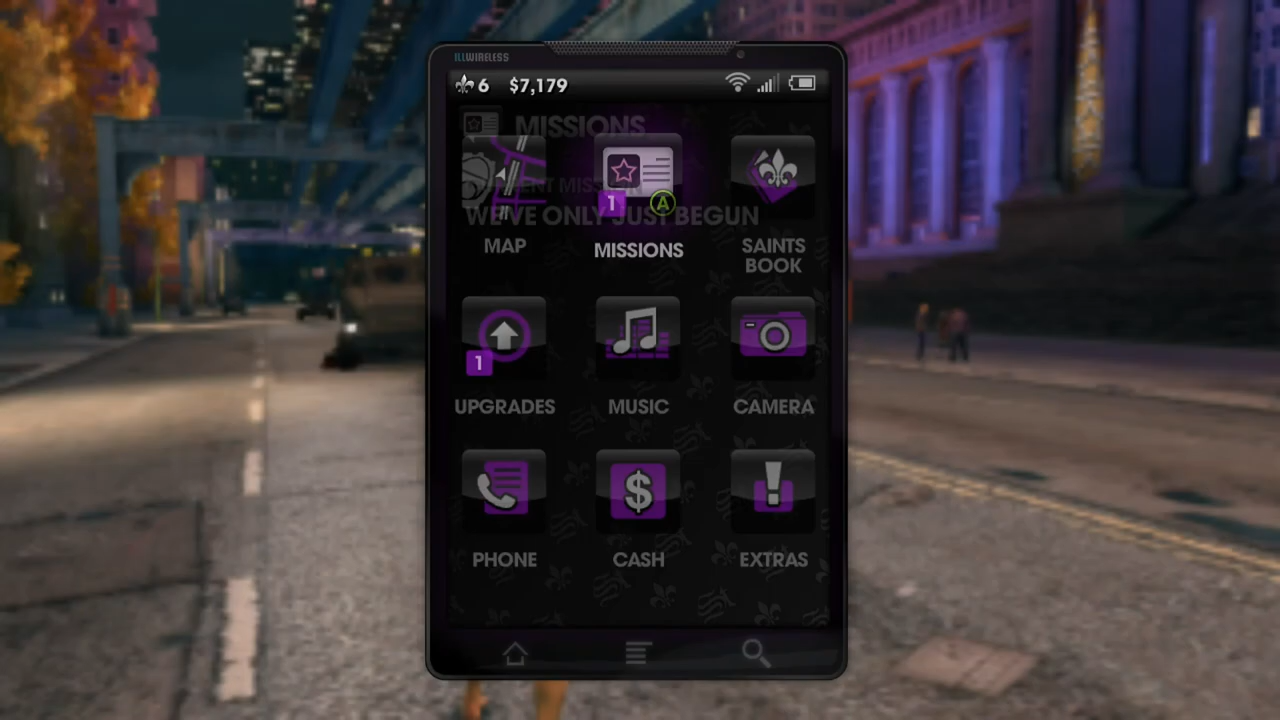 ILLWIRELESS
6 $7,179
MISSIONS
WE'VE ONLY JUST BEGUN
1 A
MAP MISSIONS SAINTS BOOK
1
UPGRADES MUSIC CAMERA
$ !
PHONE CASH EXTRAS